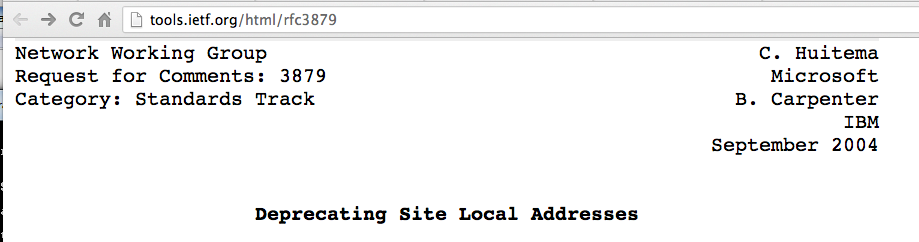 tools.ietf.org/html/rfc3879
Network Working Group C. Huitema
Request for Comments: 3879 Microsoft
Category: Standards Track B. Carpenter
IBM
September 2004
Deprecating Site Local Addresses